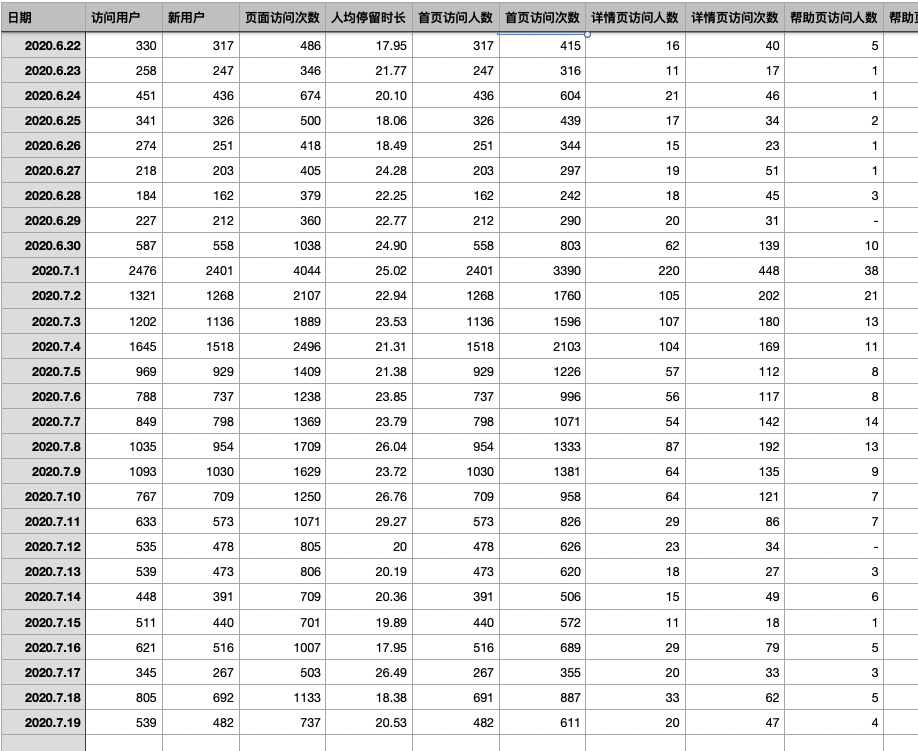 日期 访问用户 新用户 页面访问次数 人均停留时长 首页访问人数 首页访问次数 详情页访问人数 详情页访问次数 帮助页访问人数 帮助
2020.6.22 330 317 486 17.95 317 415 16 40 5
2020.6.23 258 247 346 21.77 247 316 11 17 1
2020.6.24 451 436 674 20.10 436 604 21 46 1
2020.6.25 341 326 500 18.06 326 439 17 34 2
2020.6.26 274 251 418 18.49 251 344 15 23 1
2020.6.27 218 203 405 24.28 203 297 19 51 1
2020.6.28 184 162 379 22.25 162 242 18 45 3
2020.6.29 227 212 360 22.77 212 290 20 31 -
2020.6.30 587 558 1038 24.90 558 803 62 139 10
2020.7.1 2476 2401 4044 25.02 2401 3390 220 448 38
2020.7.2 1321 1268 2107 22.94 1268 1760 105 202 21
2020.7.3 1202 1136 1889 23.53 1136 1596 107 180 13
2020.7.4 1645 1518 2496 21.31 1518 2103 104 169 11
2020.7.5 969 929 1409 21.38 929 1226 57 112 8
2020.7.6 788 737 1238 23.85 737 996 56 117 8
2020.7.7 849 798 1369 23.79 798 1071 54 142 14
2020.7.8 1035 954 1709 26.04 954 1333 87 192 13
2020.7.9 1093 1030 1629 23.72 1030 1381 64 135 9
2020.7.10 767 709 1250 26.76 709 958 64 121 7
2020.7.11 633 573 1071 29.27 573 826 29 86 7
2020.7.12 535 478 805 20 478 626 23 34 -
2020.7.13 539 473 806 20.19 473 620 18 27 3
2020.7.14 448 391 709 20.36 391 506 15 49 6
2020.7.15 511 440 701 19.89 440 572 11 18 1
2020.7.16 621 516 1007 17.95 516 689 29 79 5
2020.7.17 345 267 503 26.49 267 355 20 33 3
2020.7.18 805 692 1133 18.38 691 887 33 62 5
2020.7.19 539 482 737 20.53 482 611 20 47 4